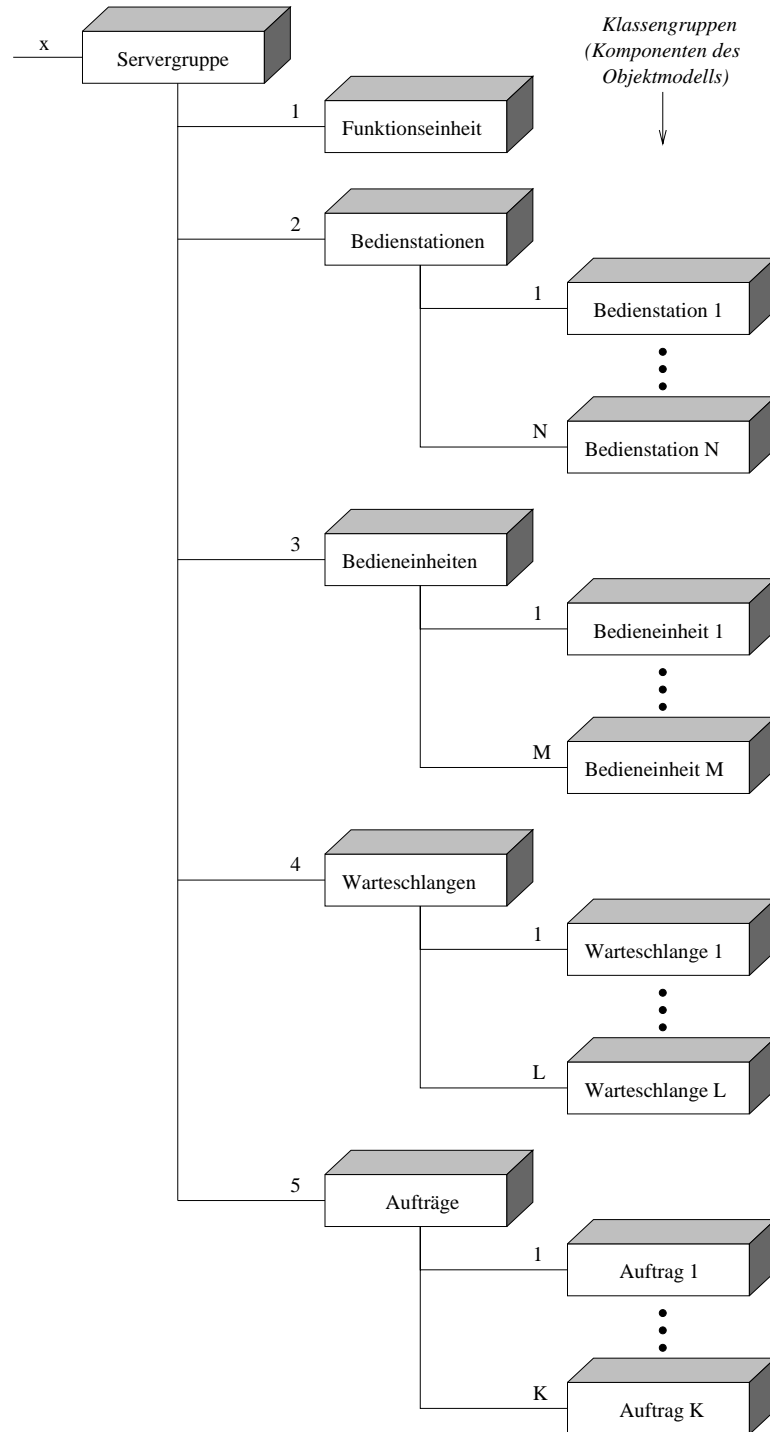 x
Servergruppe
Klassengruppen
(Komponenten des
Objektmodells)
1
Funktionseinheit
2
Bedienstationen
1
Bedienstation 1
N
Bedienstation N
3
Bedieneinheiten
1
Bedieneinheit 1
M
Bedieneinheit M
4
Warteschlangen
1
Warteschlange 1
L
Warteschlange L
5
Aufträge
1
Auftrag 1
K
Auftrag K